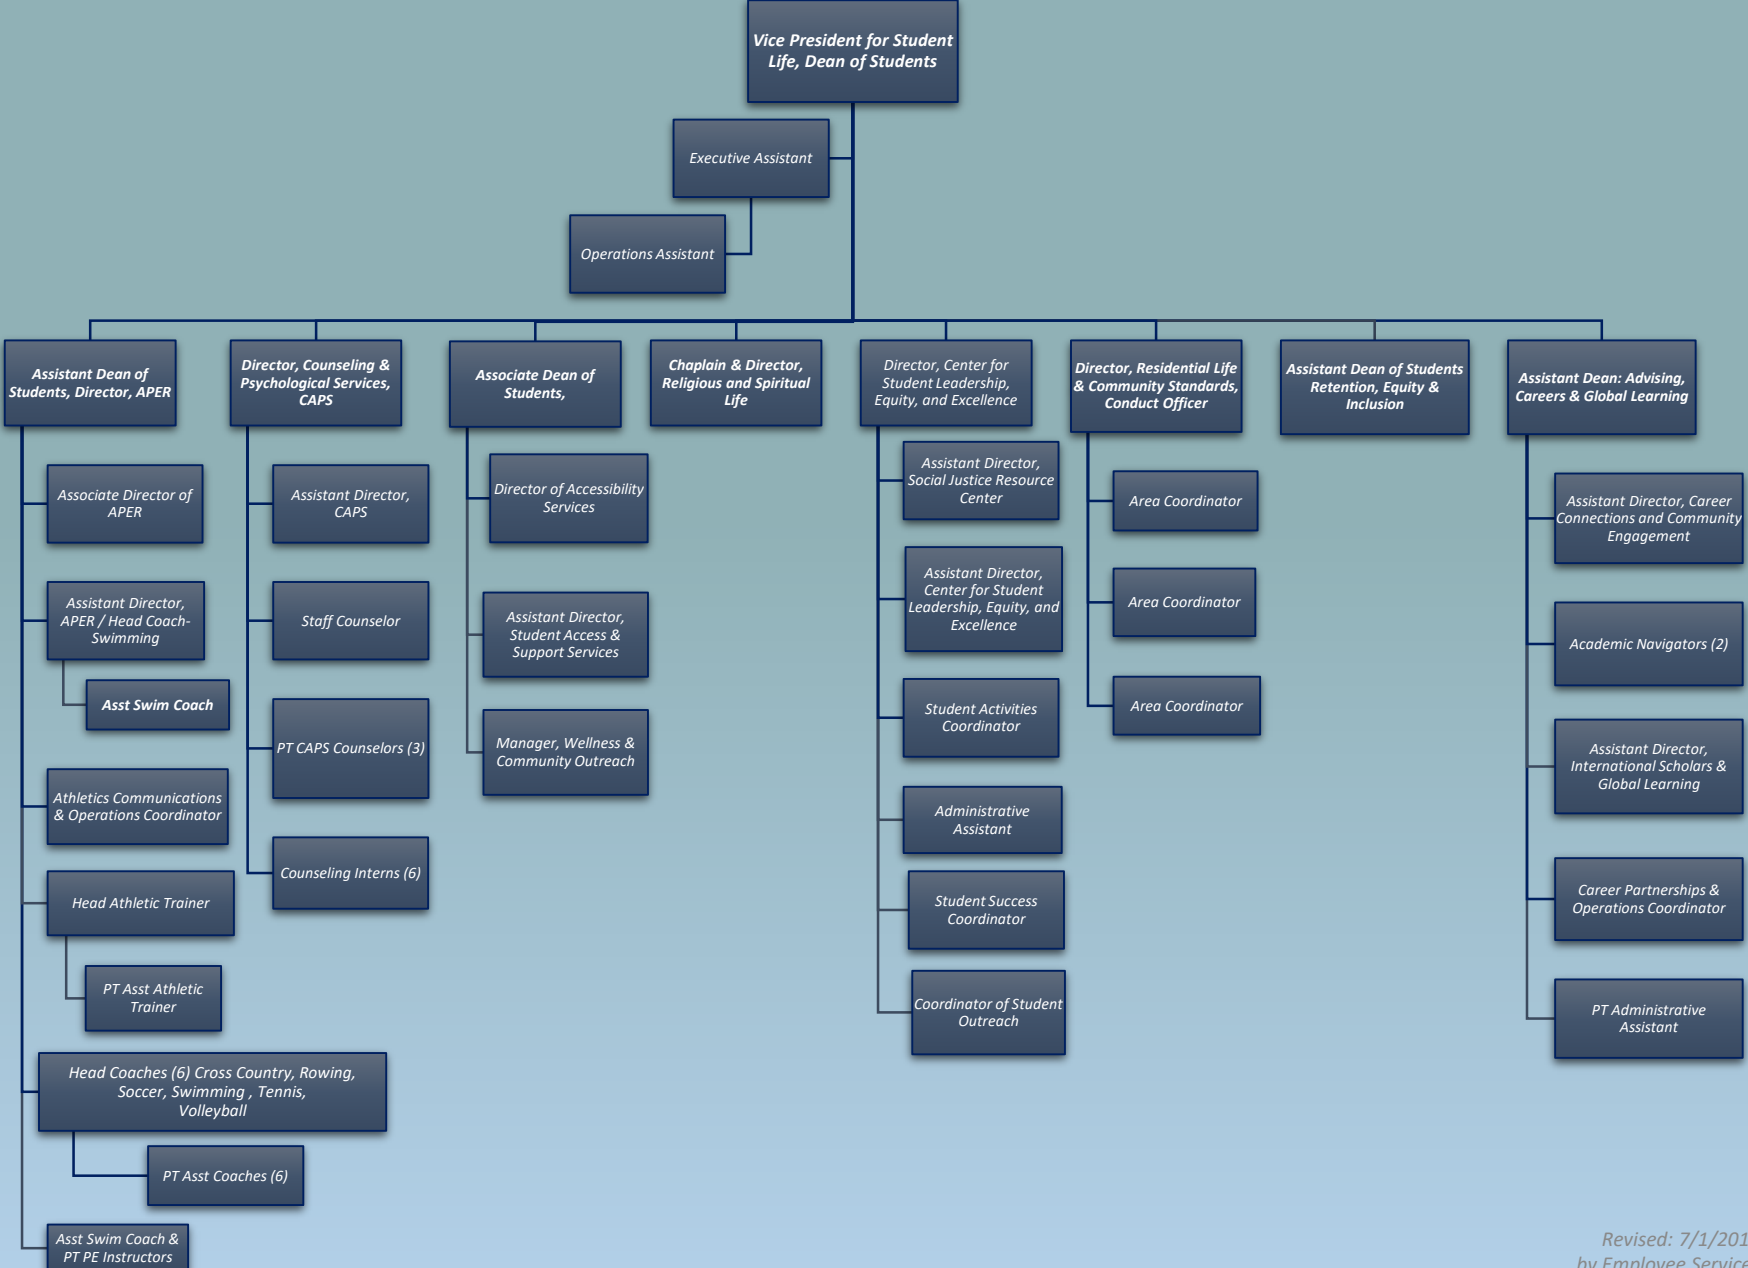 Vice President for Student
Life, Dean of Students
Executive Assistant
Operations Assistant
Assistant Dean of
Students, Director, APER
Associate Director of
APER
Assistant Director,
APER / Head Coach-
Swimming
Asst Swim Coach
Athletics Communications
& Operations Coordinator
Head Athletic Trainer
PT Asst Athletic
Trainer
Head Coaches (6) Cross Country, Rowing,
Soccer, Swimming , Tennis,
Volleyball
PT Asst Coaches (6)
Asst Swim Coach &
PT PE Instructors
Director, Counseling &
Psychological Services,
CAPS
Assistant Director,
CAPS
Staff Counselor
PT CAPS Counselors (3)
Counseling Interns (6)
Associate Dean of
Students,
Director of Accessibility
Services
Assistant Director,
Student Access &
Support Services
Manager, Wellness &
Community Outreach
Chaplain & Director,
Religious and Spiritual
Life
Director, Center for
Student Leadership,
Equity, and Excellence
Assistant Director,
Social Justice Resource
Center
Assistant Director,
Center for Student
Leadership, Equity, and
Excellence
Student Activities
Coordinator
Administrative
Assistant
Student Success
Coordinator
Coordinator of Student
Outreach
Director, Residential Life
& Community Standards,
Conduct Officer
Area Coordinator
Area Coordinator
Area Coordinator
Assistant Dean of Students
Retention, Equity &
Inclusion
Assistant Dean: Advising,
Careers & Global Learning
Assistant Director, Career
Connections and Community
Engagement
Academic Navigators (2)
Assistant Director,
International Scholars &
Global Learning
Career Partnerships &
Operations Coordinator
PT Administrative
Assistant
Revised: 7/1/201
by Employee Service